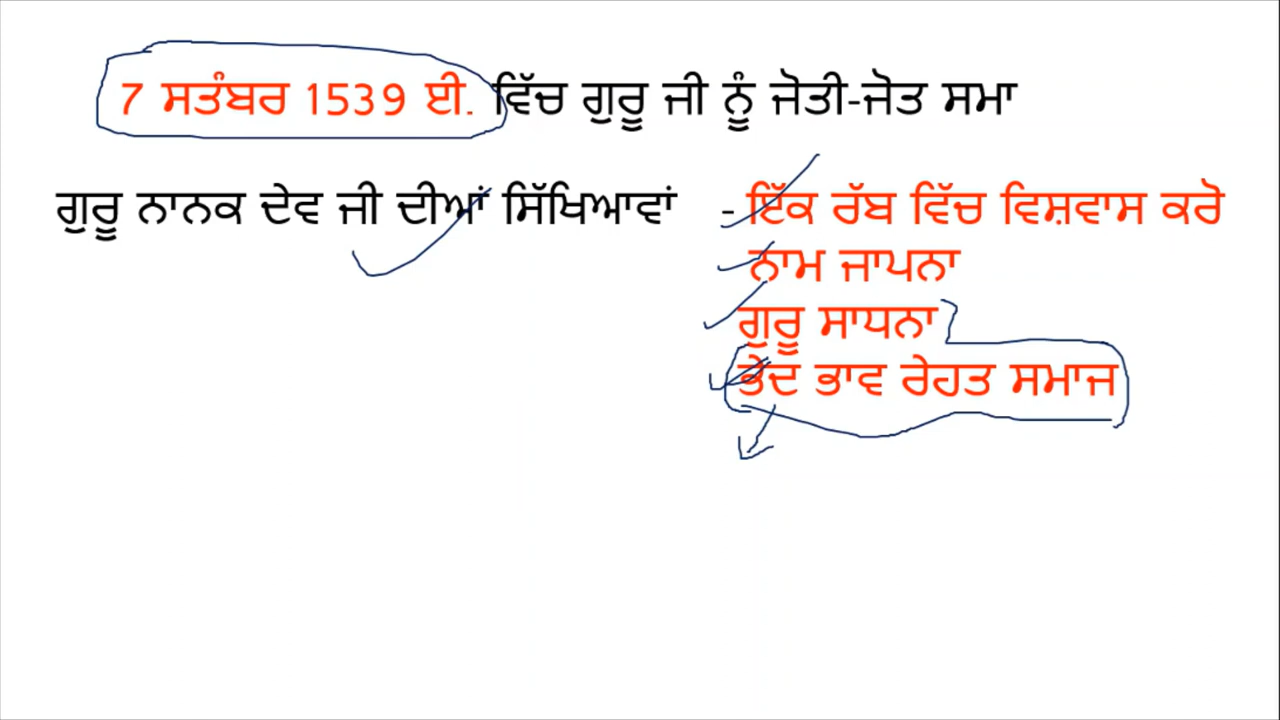 7 ਸਤੰਬਰ 1539 ਈ. ਵਿੱਚ ਗੁਰੂ ਜੀ ਨੂੰ ਜੋਤੀ-ਜੋਤ ਸਮਾ
ਗੁਰੂ ਨਾਨਕ ਦੇਵ ਜੀ ਦੀਆਂ ਸਿੱਖਿਆਵਾਂ - ਇੱਕ ਰੱਬ ਵਿੱਚ ਵਿਸ਼ਵਾਸ ਕਰੋ
ਨਾਮ ਜਾਪਨਾ
ਗੁਰੂ ਸਾਧਨਾ
ਭੇਦ ਭਾਵ ਰੇਹਤ ਸਮਾਜ